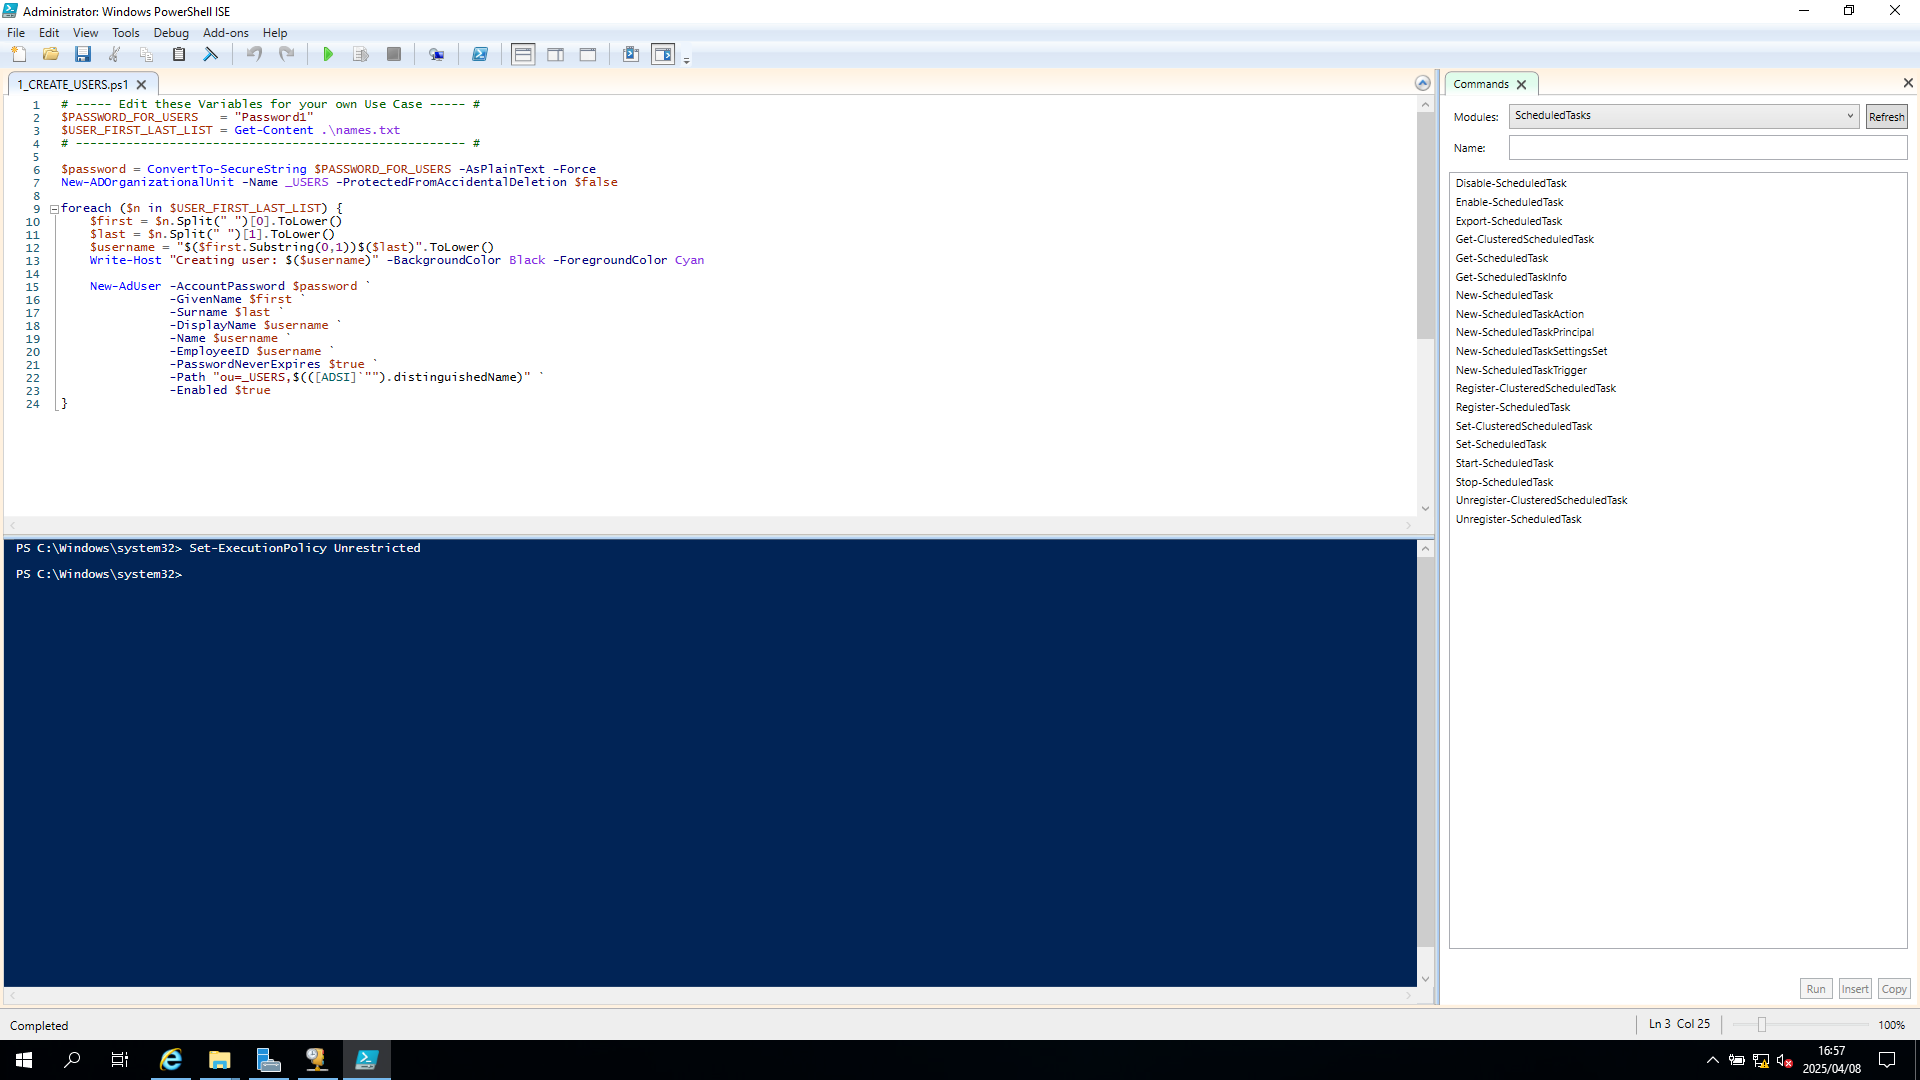 Administrator: Windows PowerShell ISE
File Edit View Tools Debug Add-ons Help
1_CREATE_USERS.ps1
1 # ----- Edit these Variables for your own Use Case ----- #
2 $PASSWORD_FOR_USERS   = "Password1"
3 $USER_FIRST_LAST_LIST = Get-Content .\names.txt
4 # ------------------------------------------------------ #
5
6 $password = ConvertTo-SecureString $PASSWORD_FOR_USERS -AsPlainText -Force
7 New-ADOrganizationalUnit -Name _USERS -ProtectedFromAccidentalDeletion $false
8
9 foreach ($n in $USER_FIRST_LAST_LIST) {
10     $first = $n.Split(" ")[0].ToLower()
11     $last = $n.Split(" ")[1].ToLower()
12     $username = "$($first.Substring(0,1))$($last)".ToLower()
13     Write-Host "Creating user: $($username)" -BackgroundColor Black -ForegroundColor Cyan
14
15     New-AdUser -AccountPassword $password `
16                -GivenName $first `
17                -Surname $last `
18                -DisplayName $username `
19                -Name $username `
20                -EmployeeID $username `
21                -PasswordNeverExpires $true `
22                -Path "ou=_USERS,$(([ADSI]`"").distinguishedName)" `
23                -Enabled $true
24 }
PS C:\Windows\system32> Set-ExecutionPolicy Unrestricted
PS C:\Windows\system32>
Commands
Modules: ScheduledTasks Refresh
Name:
Disable-ScheduledTask
Enable-ScheduledTask
Export-ScheduledTask
Get-ClusteredScheduledTask
Get-ScheduledTask
Get-ScheduledTaskInfo
New-ScheduledTask
New-ScheduledTaskAction
New-ScheduledTaskPrincipal
New-ScheduledTaskSettingsSet
New-ScheduledTaskTrigger
Register-ClusteredScheduledTask
Register-ScheduledTask
Set-ClusteredScheduledTask
Set-ScheduledTask
Start-ScheduledTask
Stop-ScheduledTask
Unregister-ClusteredScheduledTask
Unregister-ScheduledTask
Run Insert Copy
Completed
Ln 3 Col 25
100%
16:57
2025/04/08